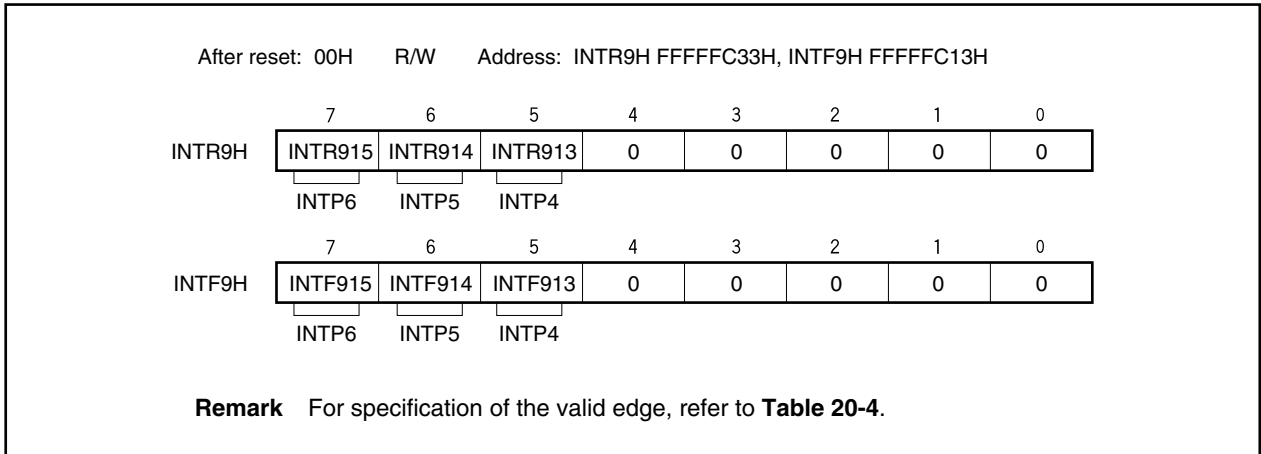 After reset: 00H R/W Address: INTR9H FFFFFC33H, INTF9H FFFFFC13H
7 6 5 4 3 2 1 0
INTR9H INTR915 INTR914 INTR913 0 0 0 0 0
INTP6 INTP5 INTP4
7 6 5 4 3 2 1 0
INTF9H INTF915 INTF914 INTF913 0 0 0 0 0
INTP6 INTP5 INTP4
Remark For specification of the valid edge, refer to Table 20-4.